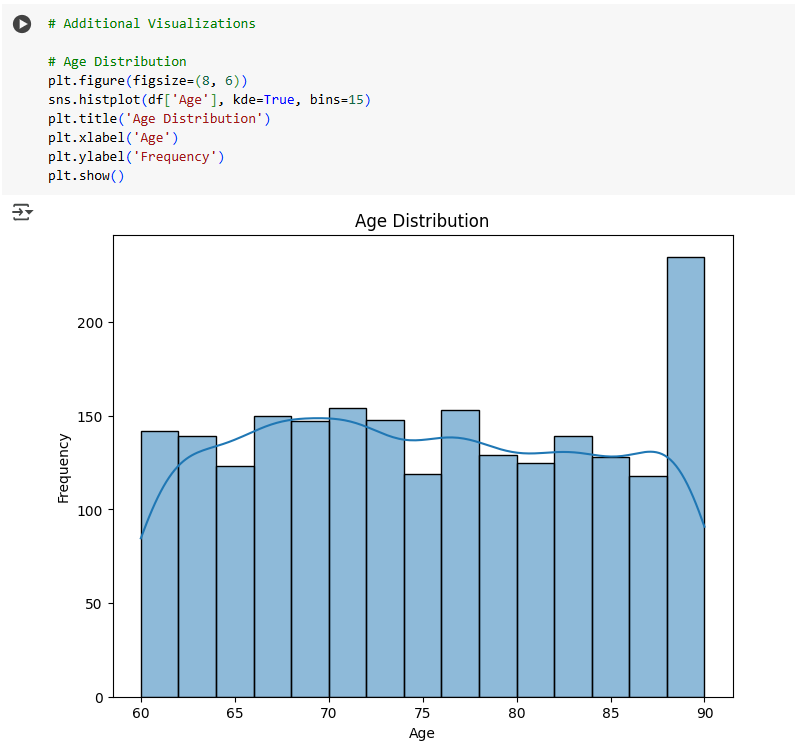 # Additional Visualizations
# Age Distribution
plt.figure(figsize=(8, 6))
sns.histplot(df['Age'], kde=True, bins=15)
plt.title('Age Distribution')
plt.xlabel('Age')
plt.ylabel('Frequency')
plt.show()
Age Distribution
200
150
100
50
0
Frequency
60 65 70 75 80 85 90
Age